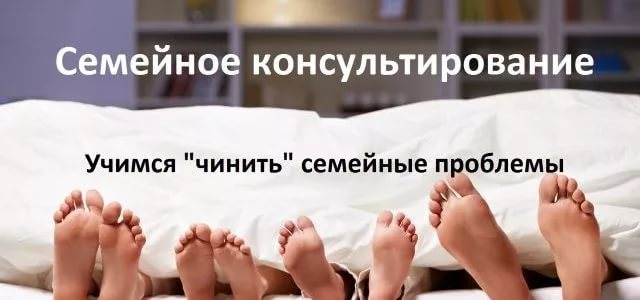 Семейное консультирование
Учимся "чинить" семейные проблемы